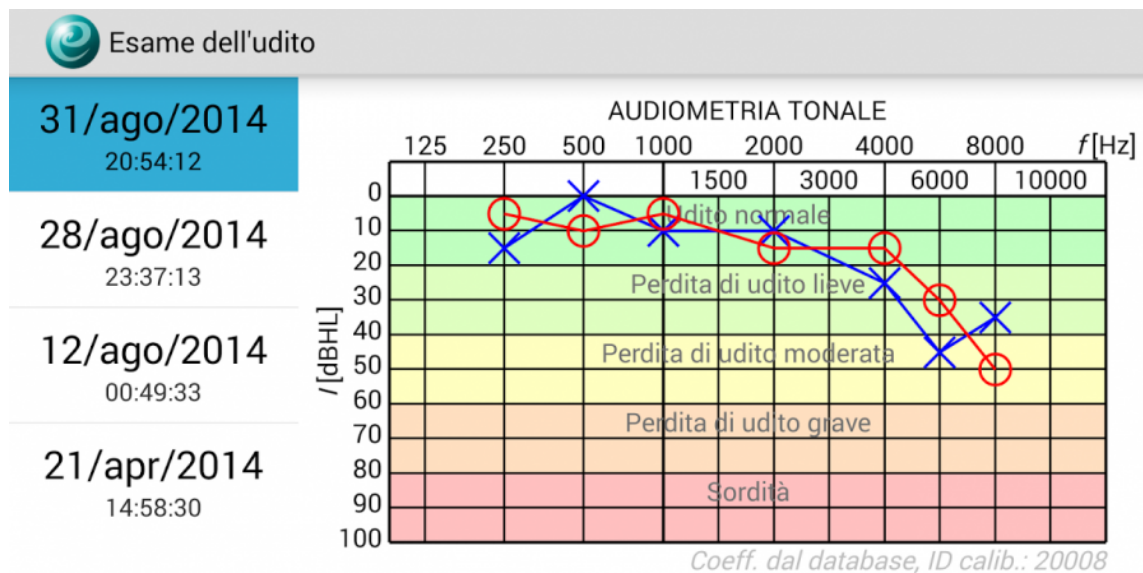 Esame dell'udito
31/ago/2014
20:54:12
28/ago/2014
23:37:13
12/ago/2014
00:49:33
21/apr/2014
14:58:30
AUDIOMETRIA TONALE
125 250 500 1000 2000 4000 8000 f [Hz]
1500 3000 6000 10000
0
10
20
30
40
50
60
70
80
90
100
I [dBHL]
Udito normale
Perdita di udito lieve
Perdita di udito moderata
Perdita di udito grave
Sordità
Coeff. dal database, ID calib.: 20008